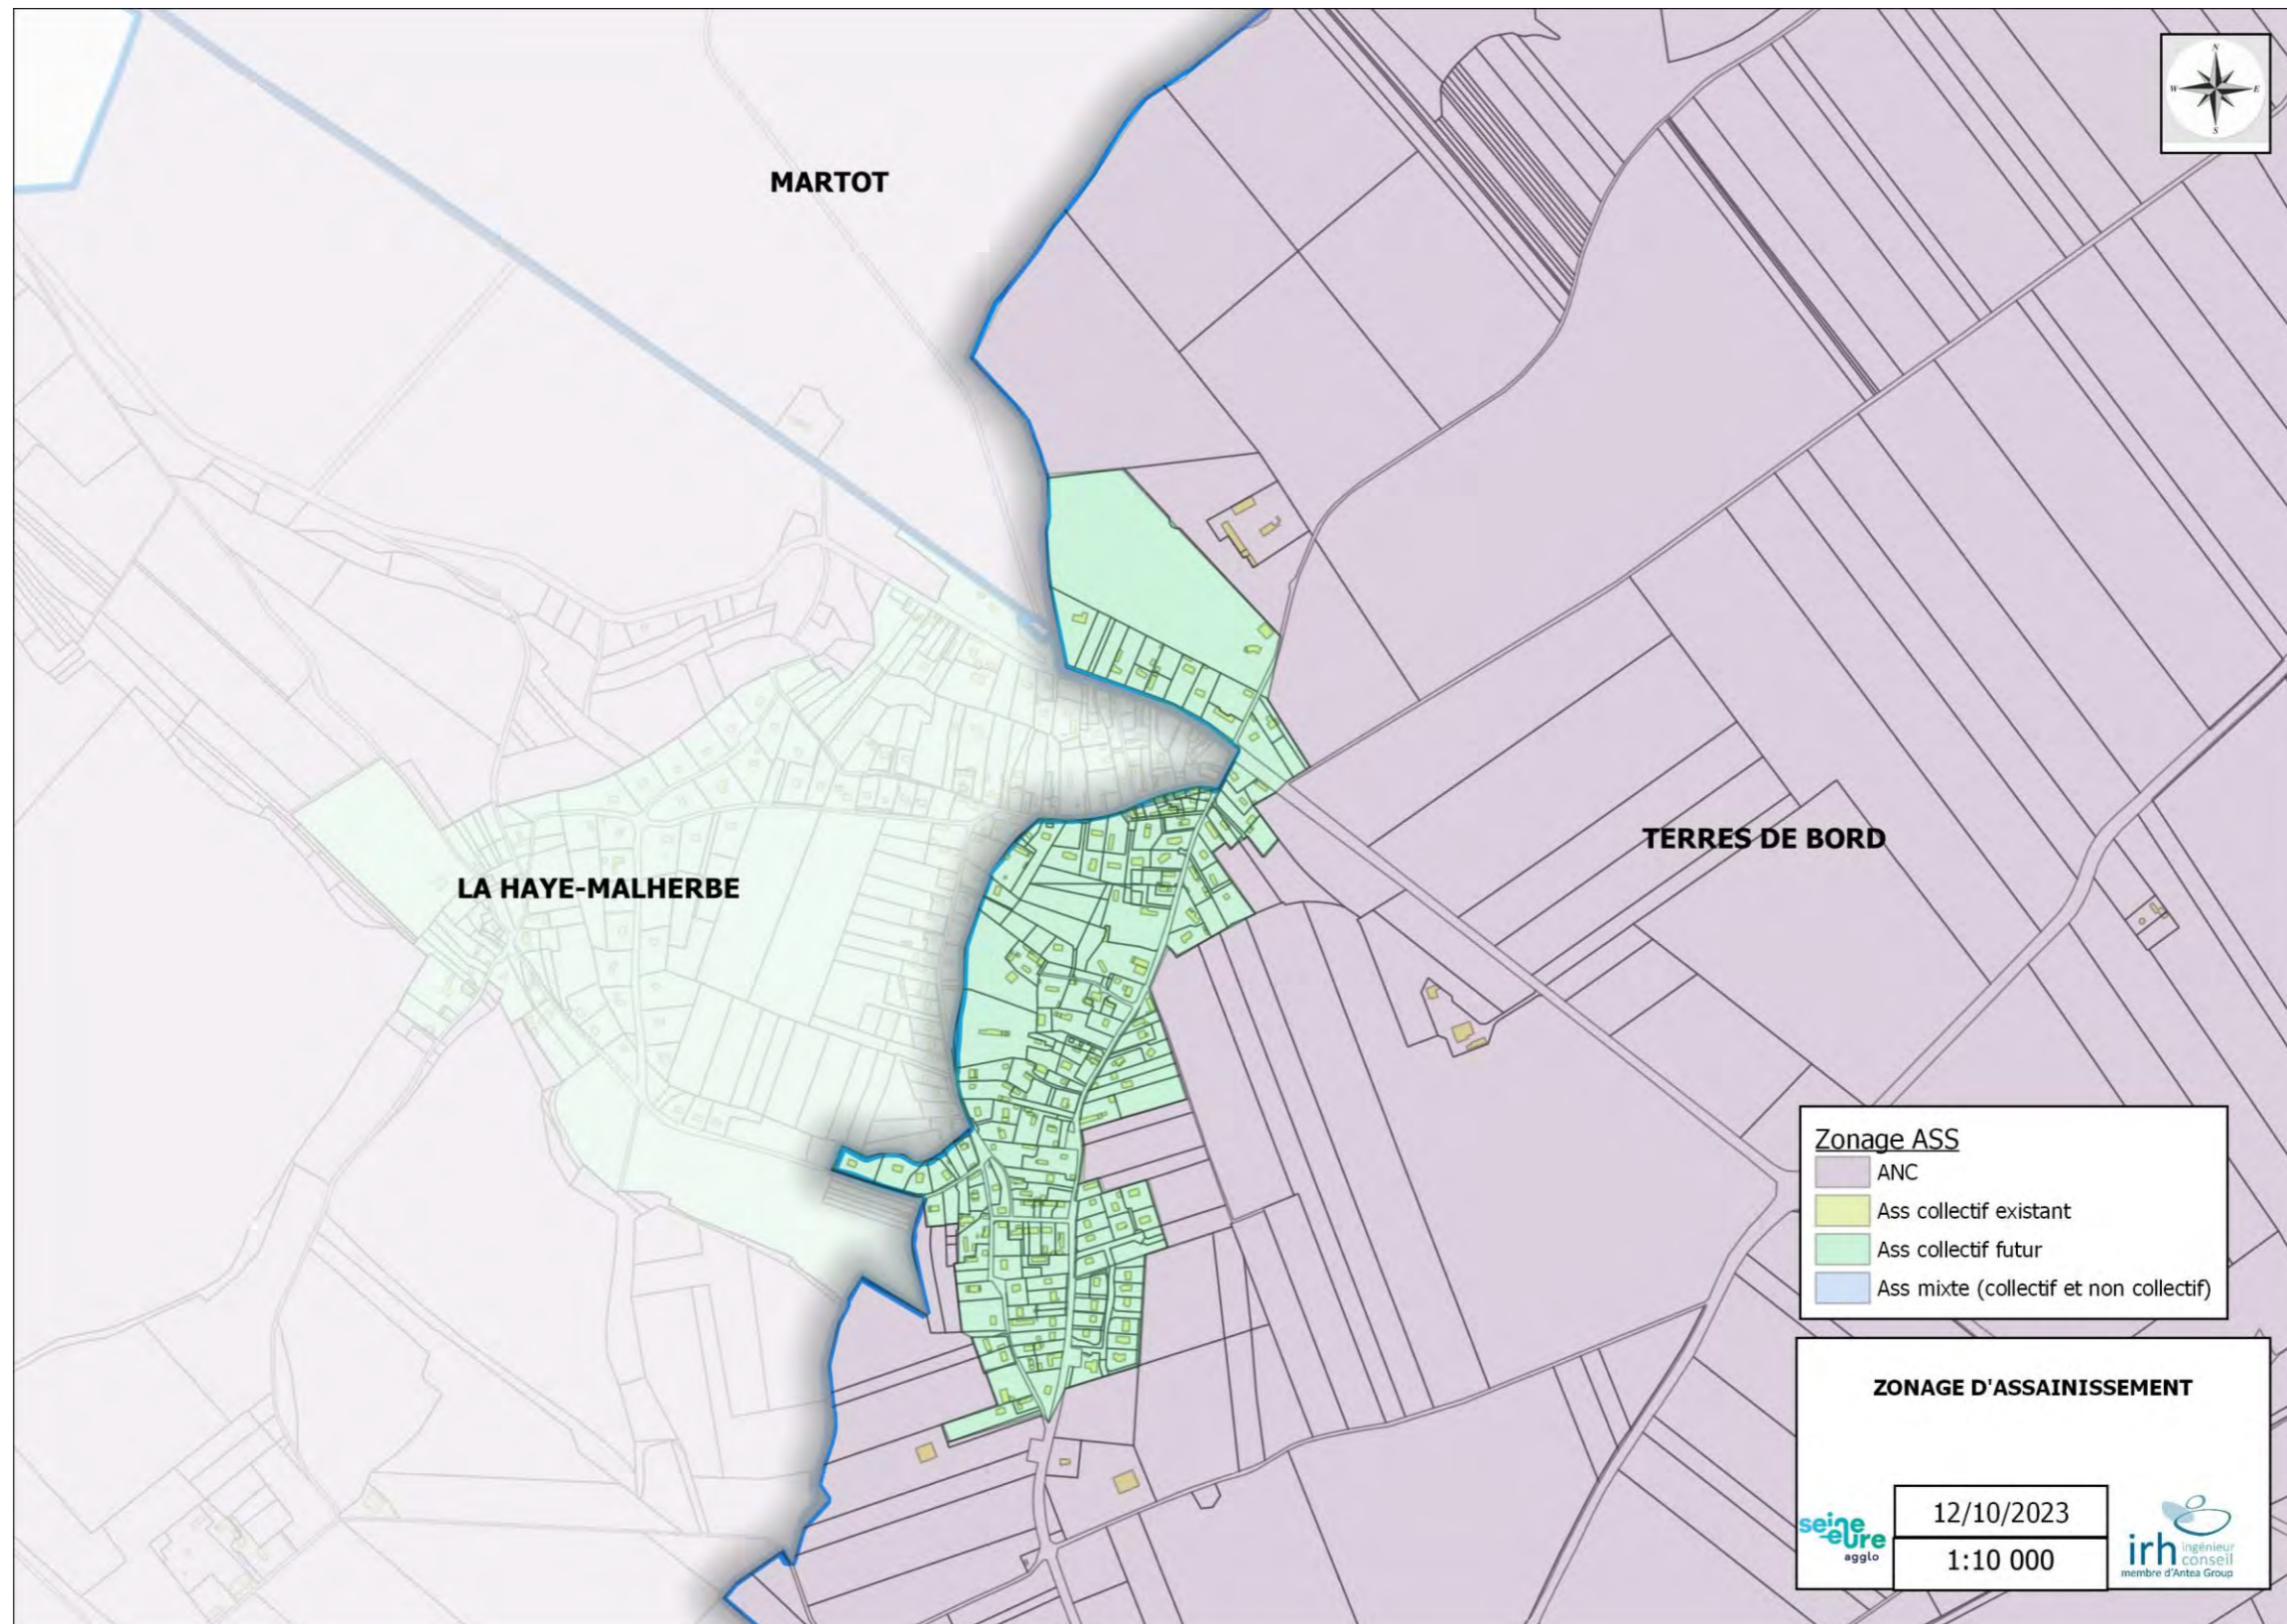 N
W
E
S
MARTOT
TERRES DE BORD
LA HAYE-MALHERBE
Zonage ASS
ANC
Ass collectif existant
Ass collectif futur
Ass mixte (collectif et non collectif)
ZONAGE D'ASSAINISSEMENT
seine
eure
agglo
12/10/2023
1:10 000
irh ingénieur
conseil
membre d'Antea Group